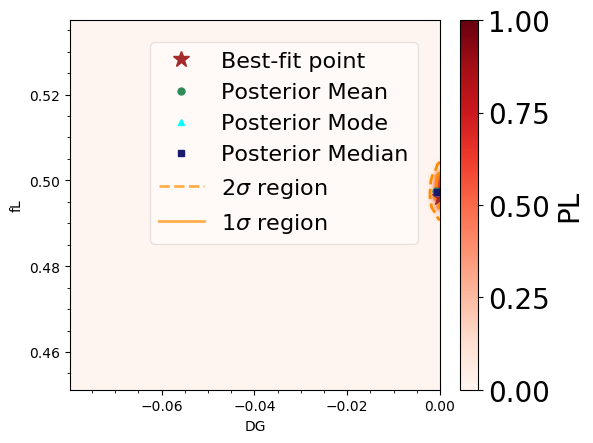 Best-fit point
Posterior Mean
Posterior Mode
Posterior Median
2σ region
1σ region
0.52
0.50
0.48
0.46
fL
−0.06
−0.04
−0.02
0.00
DG
1.00
0.75
0.50
0.25
0.00
PL